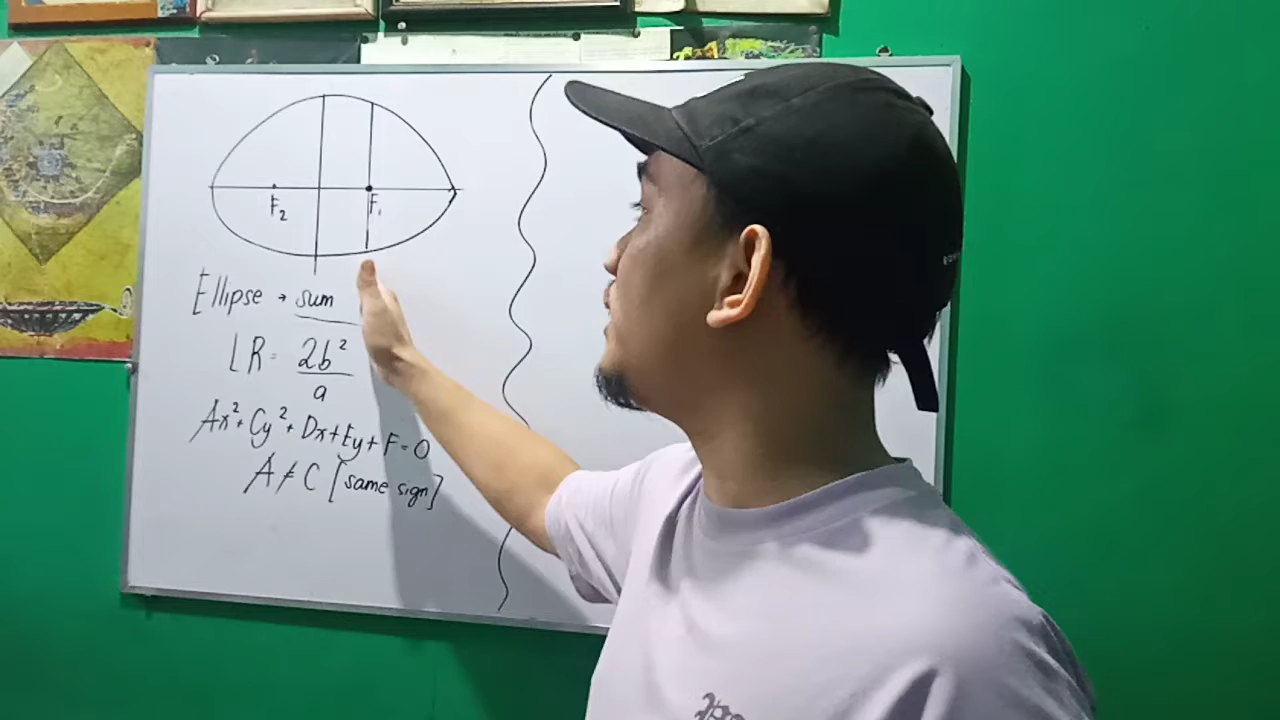 F₂ F₁
Ellipse → sum
LR = 2b²
a
Ax² + Cy² + Dx + Ey + F = 0
A ≠ C [same sign]